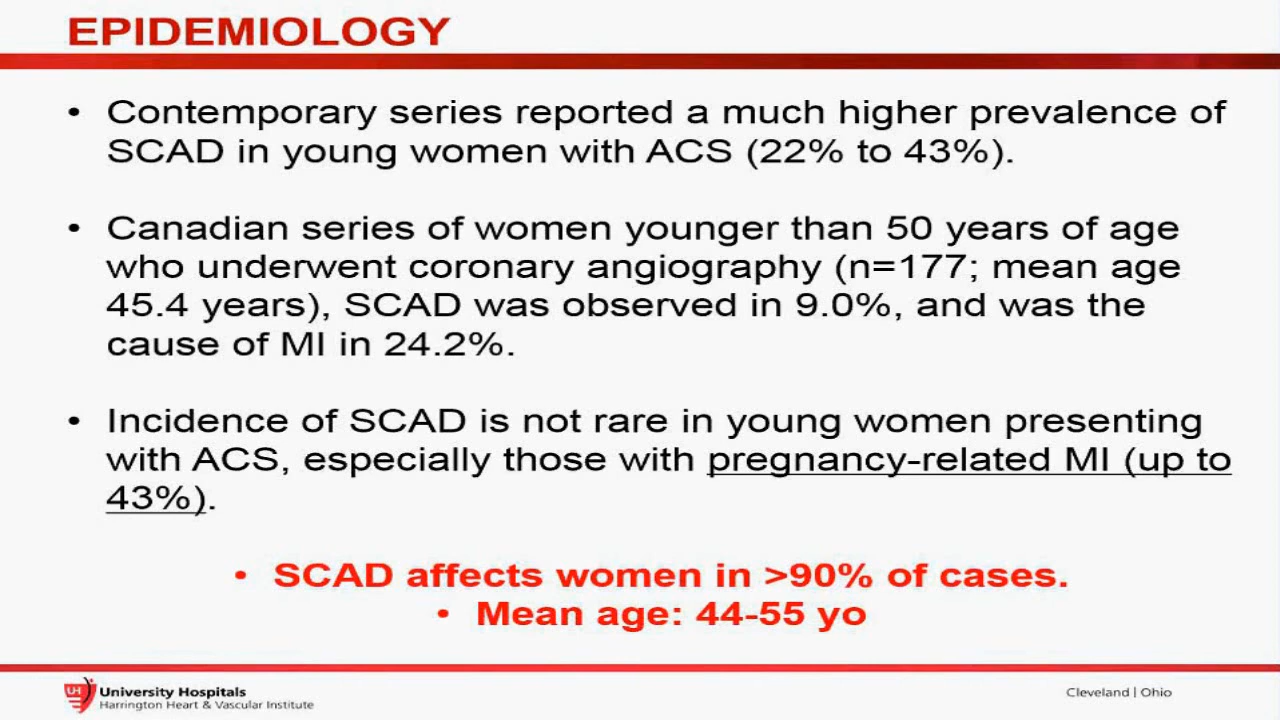 EPIDEMIOLOGY
• Contemporary series reported a much higher prevalence of
SCAD in young women with ACS (22% to 43%).
• Canadian series of women younger than 50 years of age
who underwent coronary angiography (n=177; mean age
45.4 years), SCAD was observed in 9.0%, and was the
cause of MI in 24.2%.
• Incidence of SCAD is not rare in young women presenting
with ACS, especially those with pregnancy-related MI (up to
43%).
• SCAD affects women in >90% of cases.
• Mean age: 44-55 yo
UH University Hospitals
Harrington Heart & Vascular Institute
Cleveland | Ohio